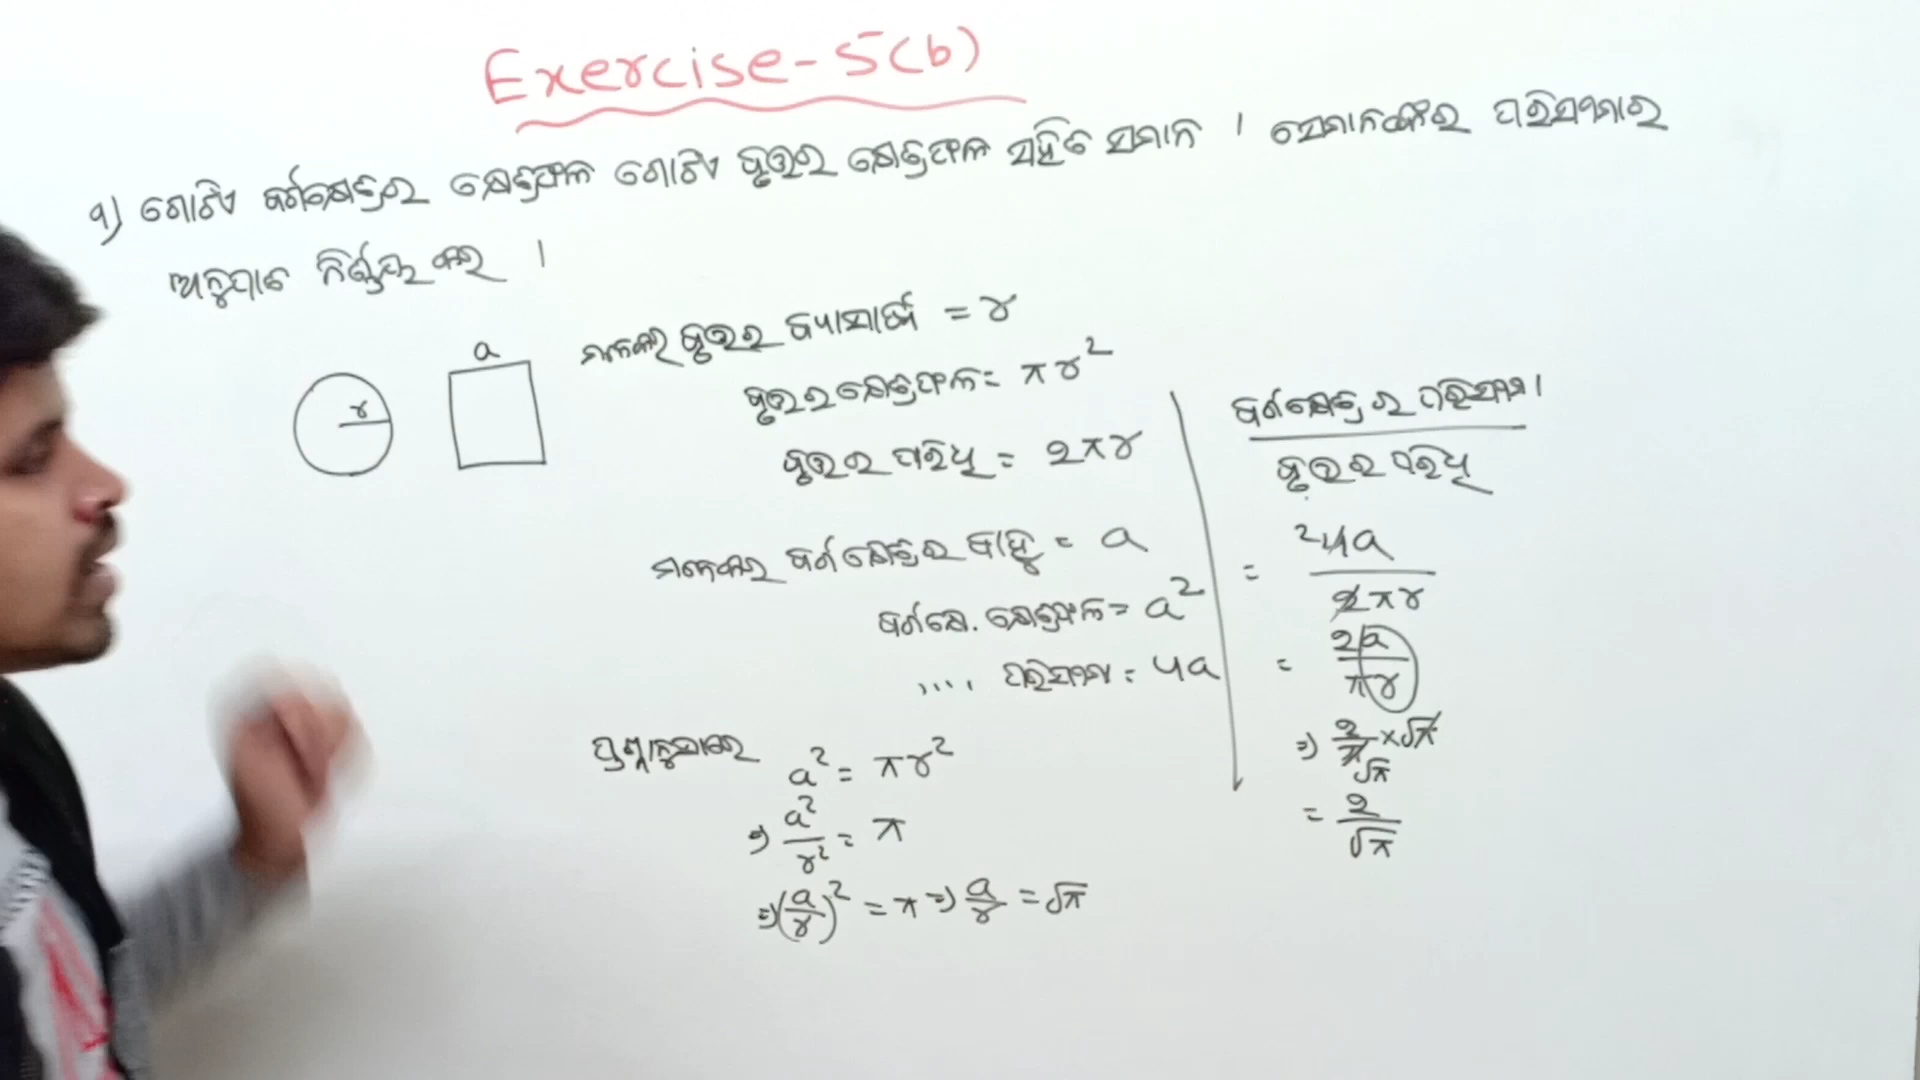 Exercise-5(b)
୧) ଗୋଟିଏ ବର୍ଗକ୍ଷେତ୍ରର କ୍ଷେତ୍ରଫଳ ଗୋଟିଏ ବୃତ୍ତର କ୍ଷେତ୍ରଫଳ ସହିତ ସମାନ । ସେମାନଙ୍କର ପରିସୀମାର
ଅନୁପାତ ନିର୍ଣ୍ଣୟ କର ।
a
r
ମନେକର ବୃତ୍ତର ବ୍ୟାସାର୍ଦ୍ଧ = r
ବୃତ୍ତର କ୍ଷେତ୍ରଫଳ = πr²
ବୃତ୍ତର ପରିଧି = 2πr
ମନେକର ବର୍ଗକ୍ଷେତ୍ରର ବାହୁ = a
ବର୍ଗକ୍ଷେ. କ୍ଷେତ୍ରଫଳ = a²
.... ପରିସୀମା = 4a
ପ୍ରଶ୍ନାନୁସାରେ
a² = πr²
⇒ a²/r² = π
⇒ (a/r)² = π ⇒ a/r = √π
ବର୍ଗକ୍ଷେତ୍ରର ପରିସୀମା
ବୃତ୍ତର ପରିଧି
= 4a/2πr
= 2a/πr
⇒ 2/π × √π
√π
= 2/√π